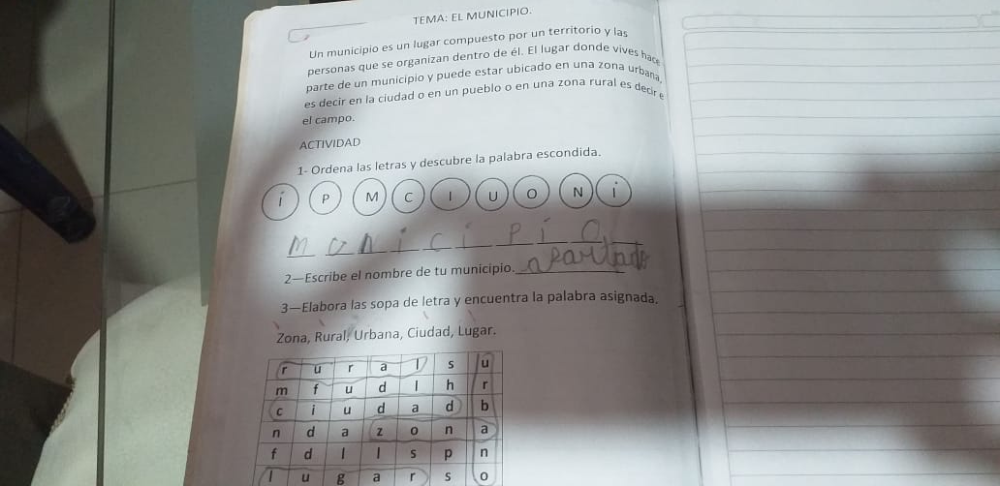 TEMA: EL MUNICIPIO.
Un municipio es un lugar compuesto por un territorio y las
personas que se organizan dentro de él. El lugar donde vives hace
parte de un municipio y puede estar ubicado en una zona urbana,
es decir en la ciudad o en un pueblo o en una zona rural es decir e
el campo.
ACTIVIDAD
1- Ordena las letras y descubre la palabra escondida.
i P M C I U O N i
m u n i c i p i o
2—Escribe el nombre de tu municipio. apartado
3—Elabora las sopa de letra y encuentra la palabra asignada.
Zona, Rural, Urbana, Ciudad, Lugar.
r u r a l s u
m f u d l h r
c i u d a d b
n d a z o n a
f d l l s p n
l u g a r s o